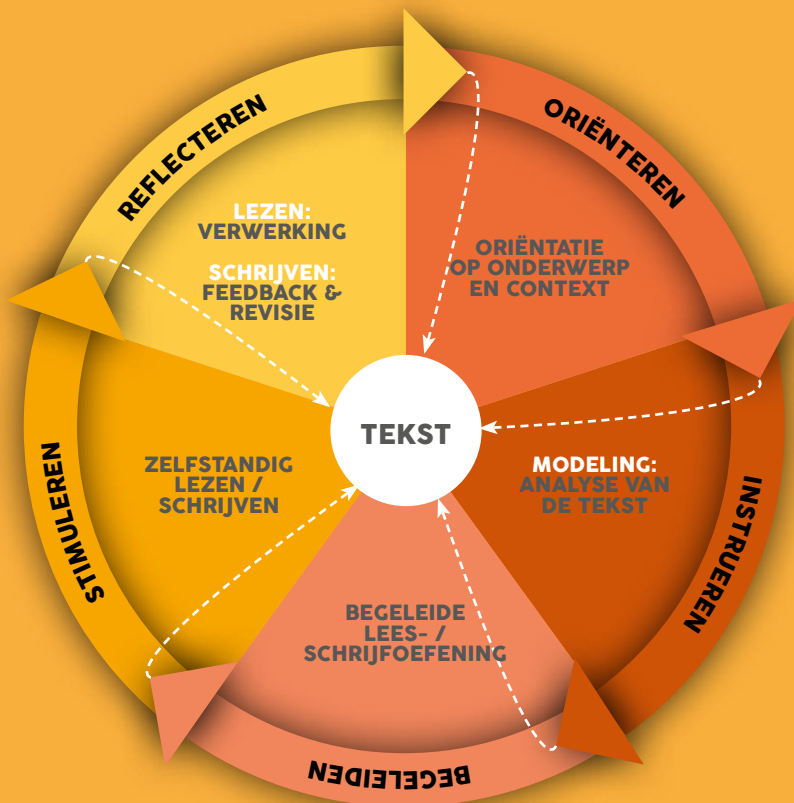 ORIËNTEREN
ORIËNTATIE
OP ONDERWERP
EN CONTEXT
INSTRUEREN
MODELING:
ANALYSE VAN
DE TEKST
BEGELEIDEN
BEGELEIDE
LEES- /
SCHRIJFOEFENING
STIMULEREN
ZELFSTANDIG
LEZEN /
SCHRIJVEN
REFLECTEREN
LEZEN:
VERWERKING
SCHRIJVEN:
FEEDBACK &
REVISIE
TEKST